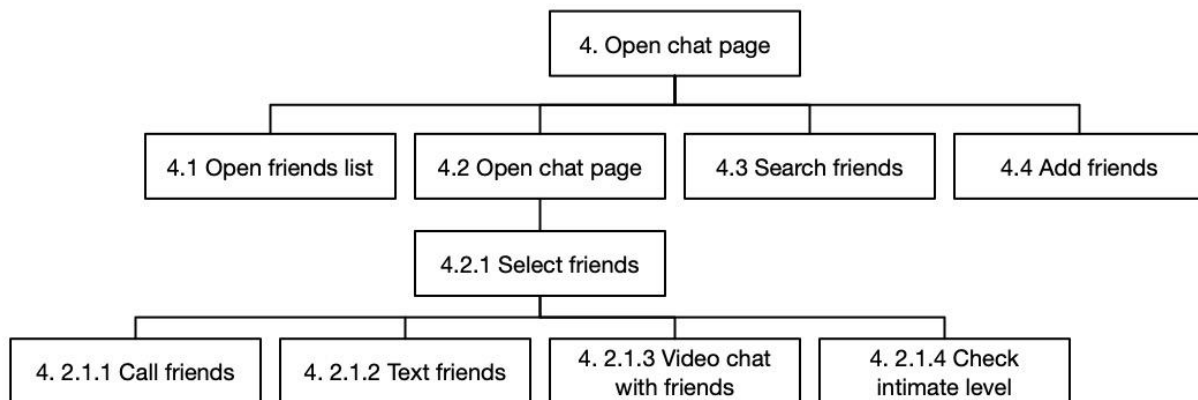 4. Open chat page
4.1 Open friends list
4.2 Open chat page
4.3 Search friends
4.4 Add friends
4.2.1 Select friends
4. 2.1.1 Call friends
4. 2.1.2 Text friends
4. 2.1.3 Video chat
with friends
4. 2.1.4 Check
intimate level